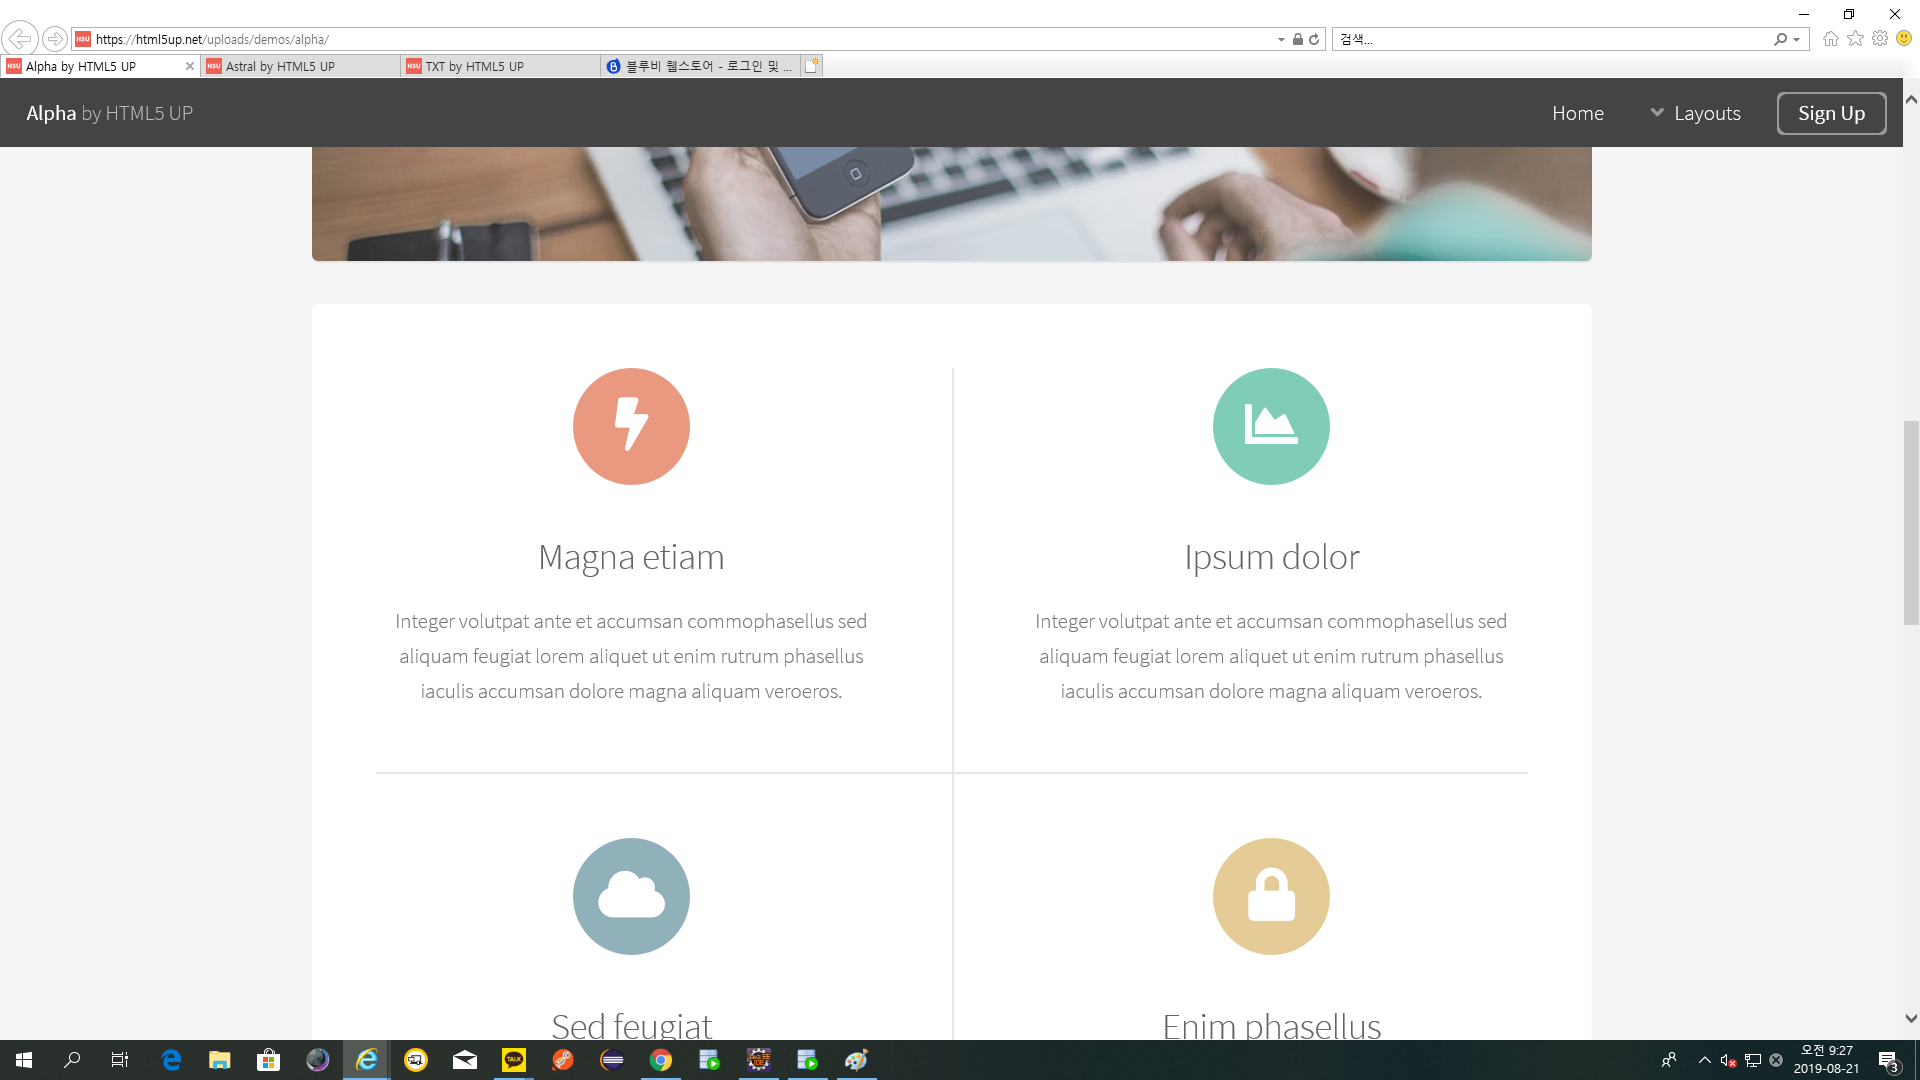 https://html5up.net/uploads/demos/alpha/
검색...
Alpha by HTML5 UP
Astral by HTML5 UP
TXT by HTML5 UP
블루비 웹스토어 - 로그인 및 ...
Alpha by HTML5 UP
Home
Layouts
Sign Up
Magna etiam
Integer volutpat ante et accumsan commophasellus sed
aliquam feugiat lorem aliquet ut enim rutrum phasellus
iaculis accumsan dolore magna aliquam veroeros.
Ipsum dolor
Integer volutpat ante et accumsan commophasellus sed
aliquam feugiat lorem aliquet ut enim rutrum phasellus
iaculis accumsan dolore magna aliquam veroeros.
Sed feugiat
Enim phasellus
TALK
오전 9:27
2019-08-21
3